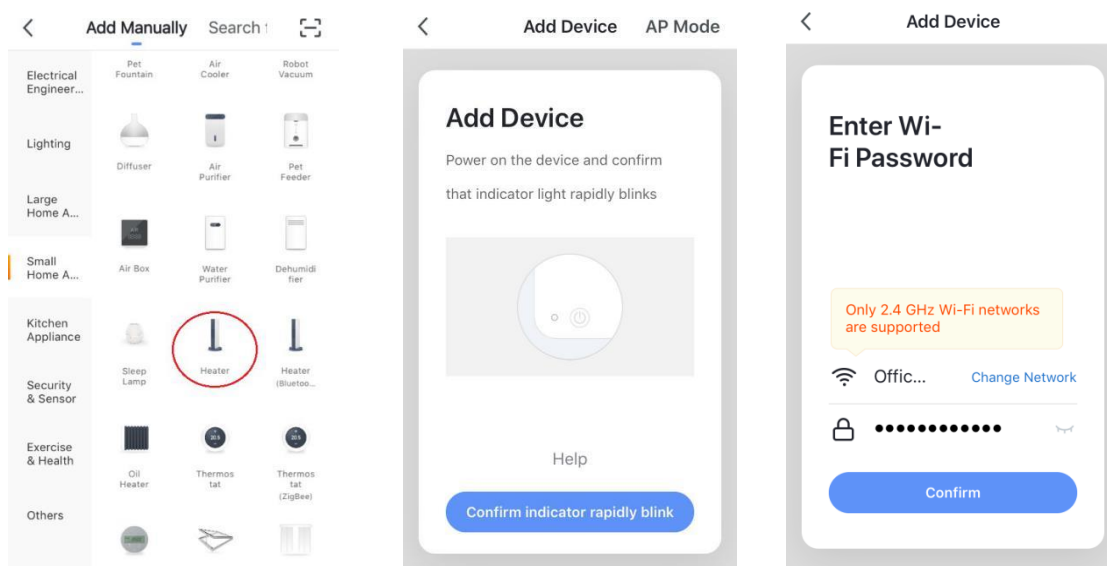 Add Manually Search
Electrical
Engineer...
Lighting
Large
Home A...
Small
Home A...
Kitchen
Appliance
Security
& Sensor
Exercise
& Health
Others
Pet
Fountain
Air
Cooler
Robot
Vacuum
Diffuser
Air
Purifier
Pet
Feeder
Air Box
Water
Purifier
Dehumidi
fier
Sleep
Lamp
Heater
Heater
(Bluetoo...
Oil
Heater
Thermos
tat
Thermos
tat
(ZigBee)
Add Device AP Mode
Add Device
Power on the device and confirm
that indicator light rapidly blinks
Help
Confirm indicator rapidly blink
Add Device
Enter Wi-
Fi Password
Only 2.4 GHz Wi-Fi networks
are supported
Offic... Change Network
Confirm